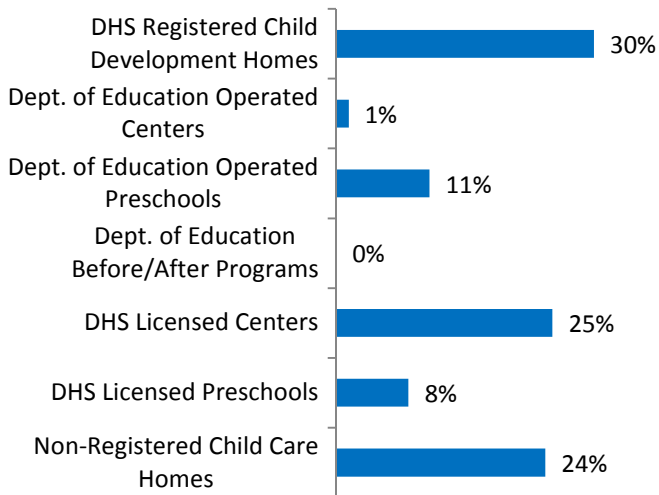 DHS Registered Child
Development Homes
30%
Dept. of Education Operated
Centers
1%
Dept. of Education Operated
Preschools
11%
Dept. of Education
Before/After Programs
0%
DHS Licensed Centers
25%
DHS Licensed Preschools
8%
Non-Registered Child Care
Homes
24%